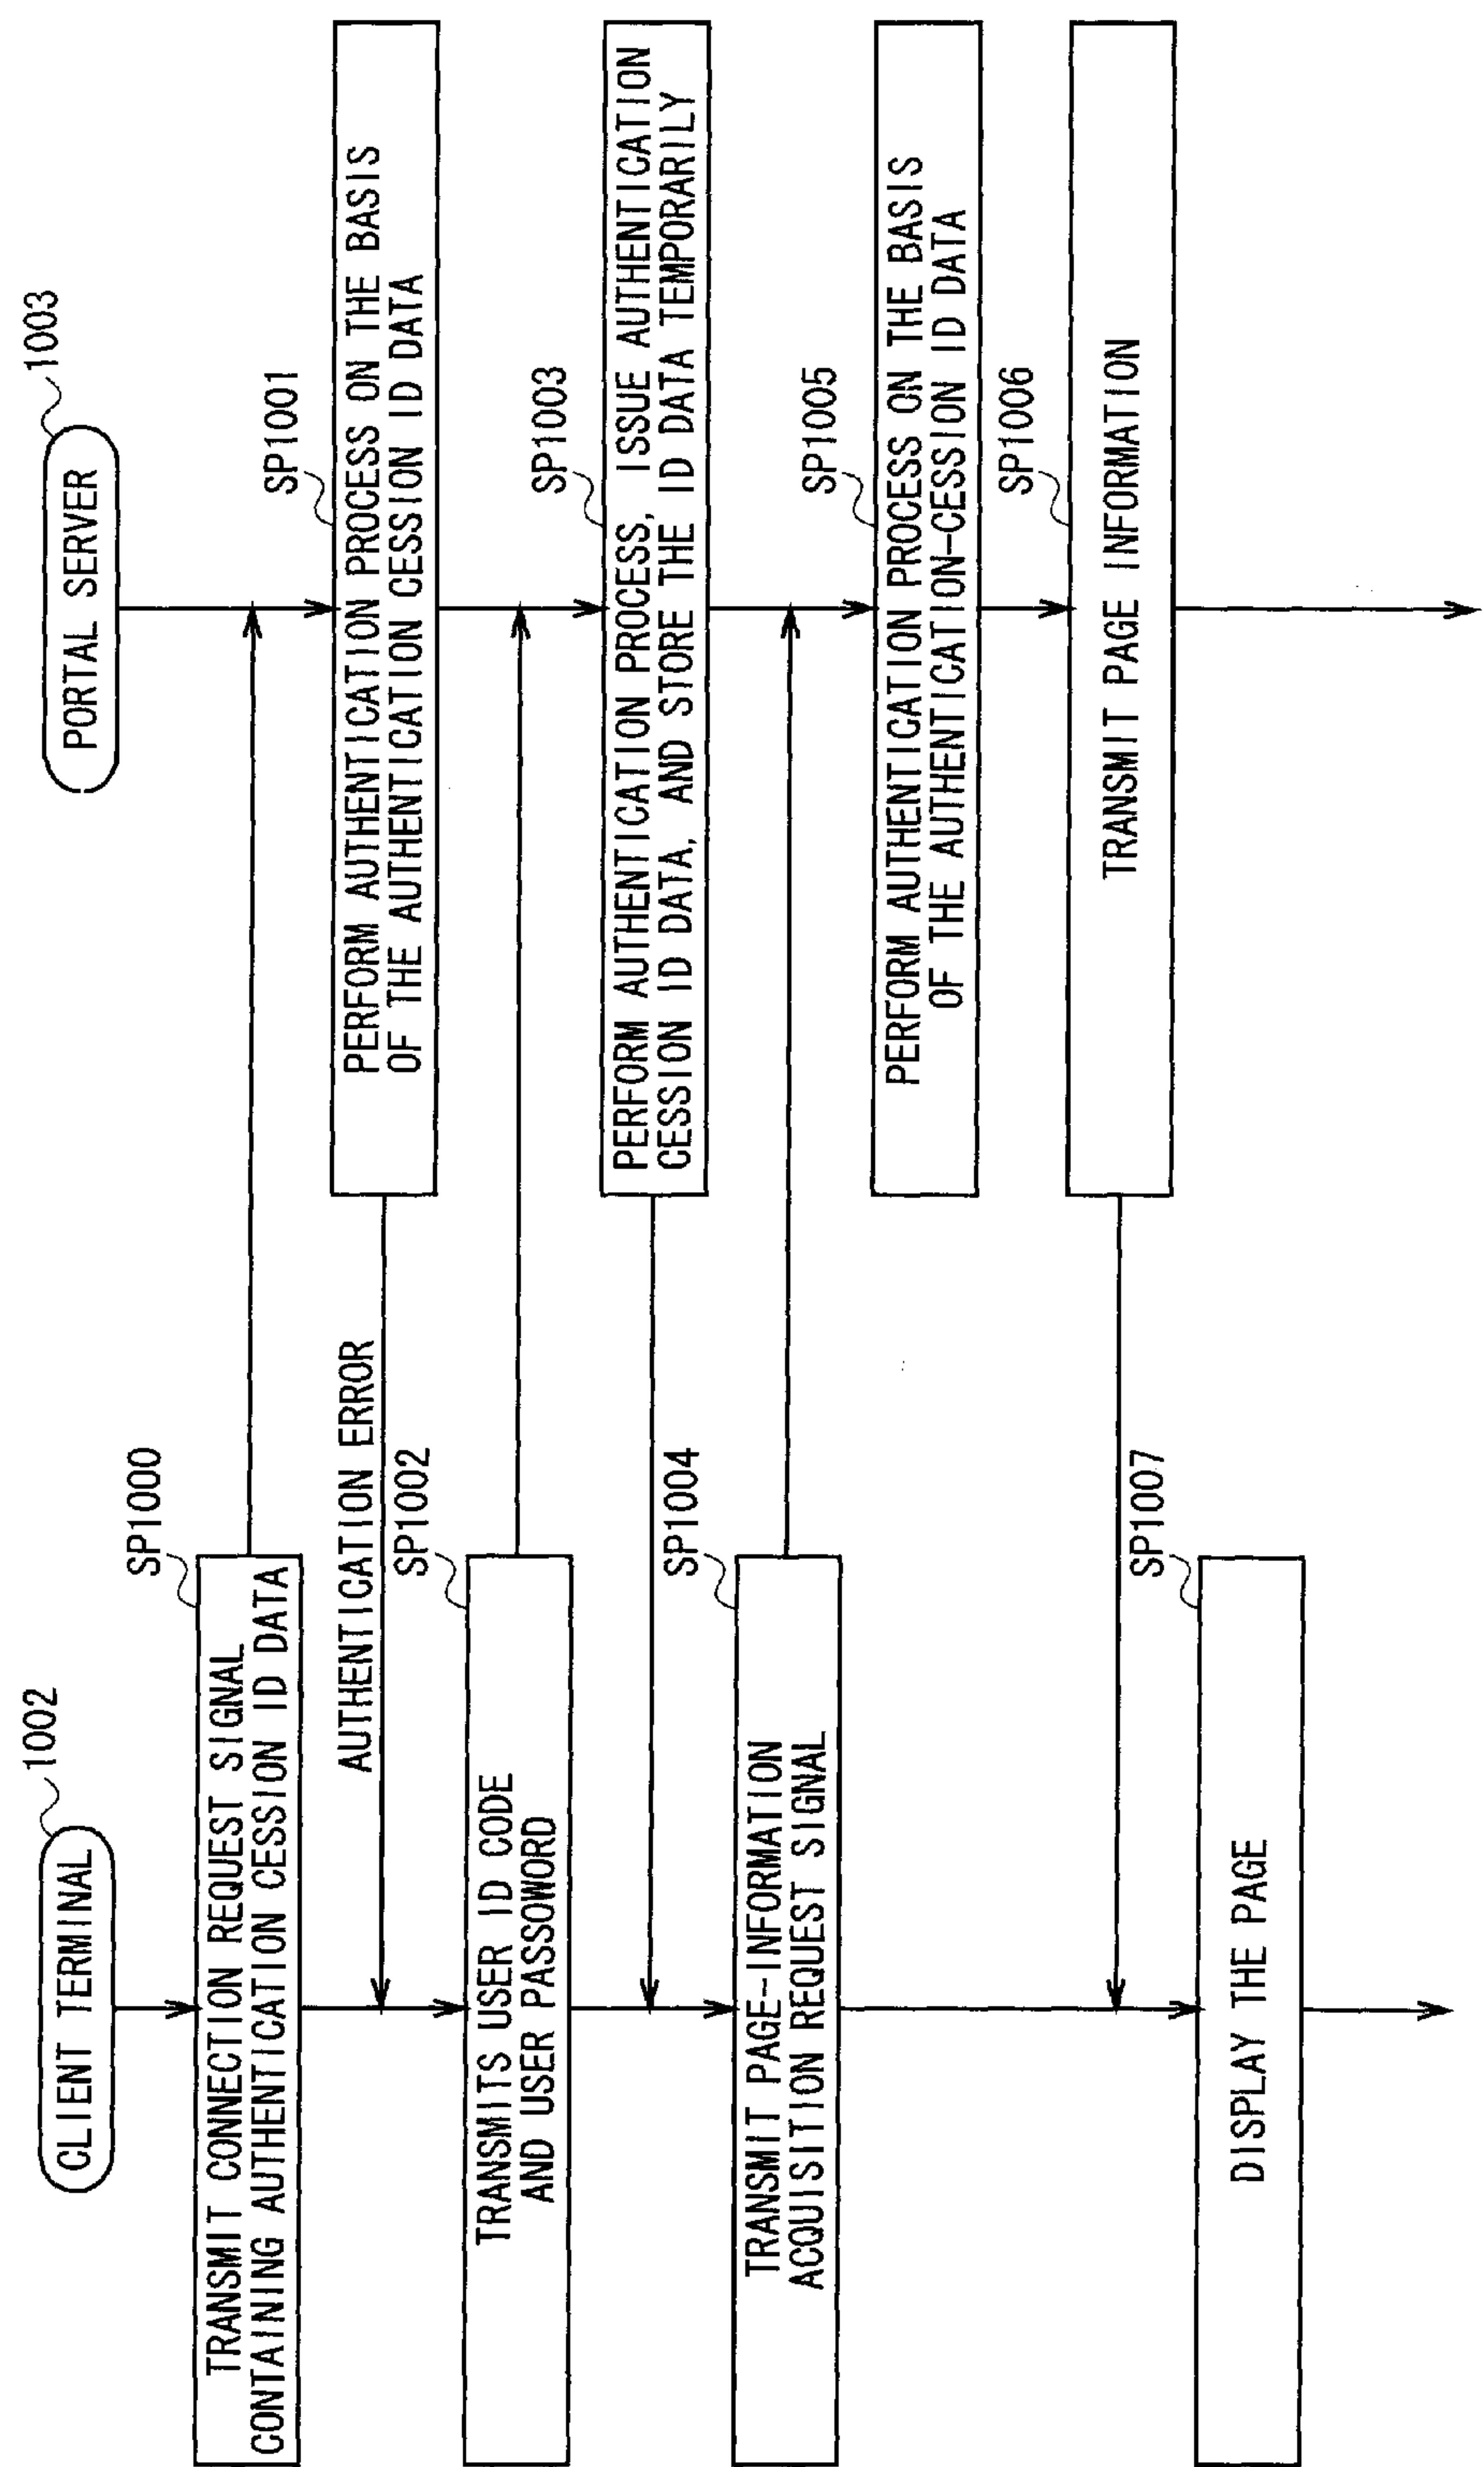 CLIENT TERMINAL
1002
PORTAL SERVER
1003
SP1000
TRANSMIT CONNECTION REQUEST SIGNAL
CONTAINING AUTHENTICATION CESSION ID DATA
SP1001
PERFORM AUTHENTICATION PROCESS ON THE BASIS
OF THE AUTHENTICATION CESSION ID DATA
AUTHENTICATION ERROR
SP1002
TRANSMITS USER ID CODE
AND USER PASSOWORD
SP1003
PERFORM AUTHENTICATION PROCESS, ISSUE AUTHENTICATION
CESSION ID DATA, AND STORE THE ID DATA TEMPORARILY
SP1004
TRANSMIT PAGE-INFORMATION
ACQUISITION REQUEST SIGNAL
SP1005
PERFORM AUTHENTICATION PROCESS ON THE BASIS
OF THE AUTHENTICATION-CESSION ID DATA
SP1006
TRANSMIT PAGE INFORMATION
SP1007
DISPLAY THE PAGE